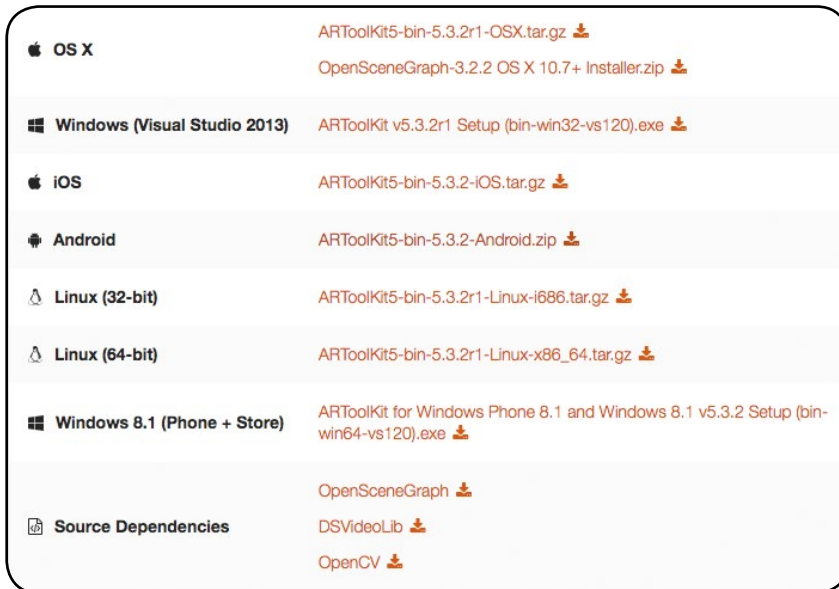 OS X
ARToolKit5-bin-5.3.2r1-OSX.tar.gz
OpenSceneGraph-3.2.2 OS X 10.7+ Installer.zip
Windows (Visual Studio 2013)
ARToolKit v5.3.2r1 Setup (bin-win32-vs120).exe
iOS
ARToolKit5-bin-5.3.2-iOS.tar.gz
Android
ARToolKit5-bin-5.3.2-Android.zip
Linux (32-bit)
ARToolKit5-bin-5.3.2r1-Linux-i686.tar.gz
Linux (64-bit)
ARToolKit5-bin-5.3.2r1-Linux-x86_64.tar.gz
Windows 8.1 (Phone + Store)
ARToolKit for Windows Phone 8.1 and Windows 8.1 v5.3.2 Setup (bin-
win64-vs120).exe
Source Dependencies
OpenSceneGraph
DSVideoLib
OpenCV